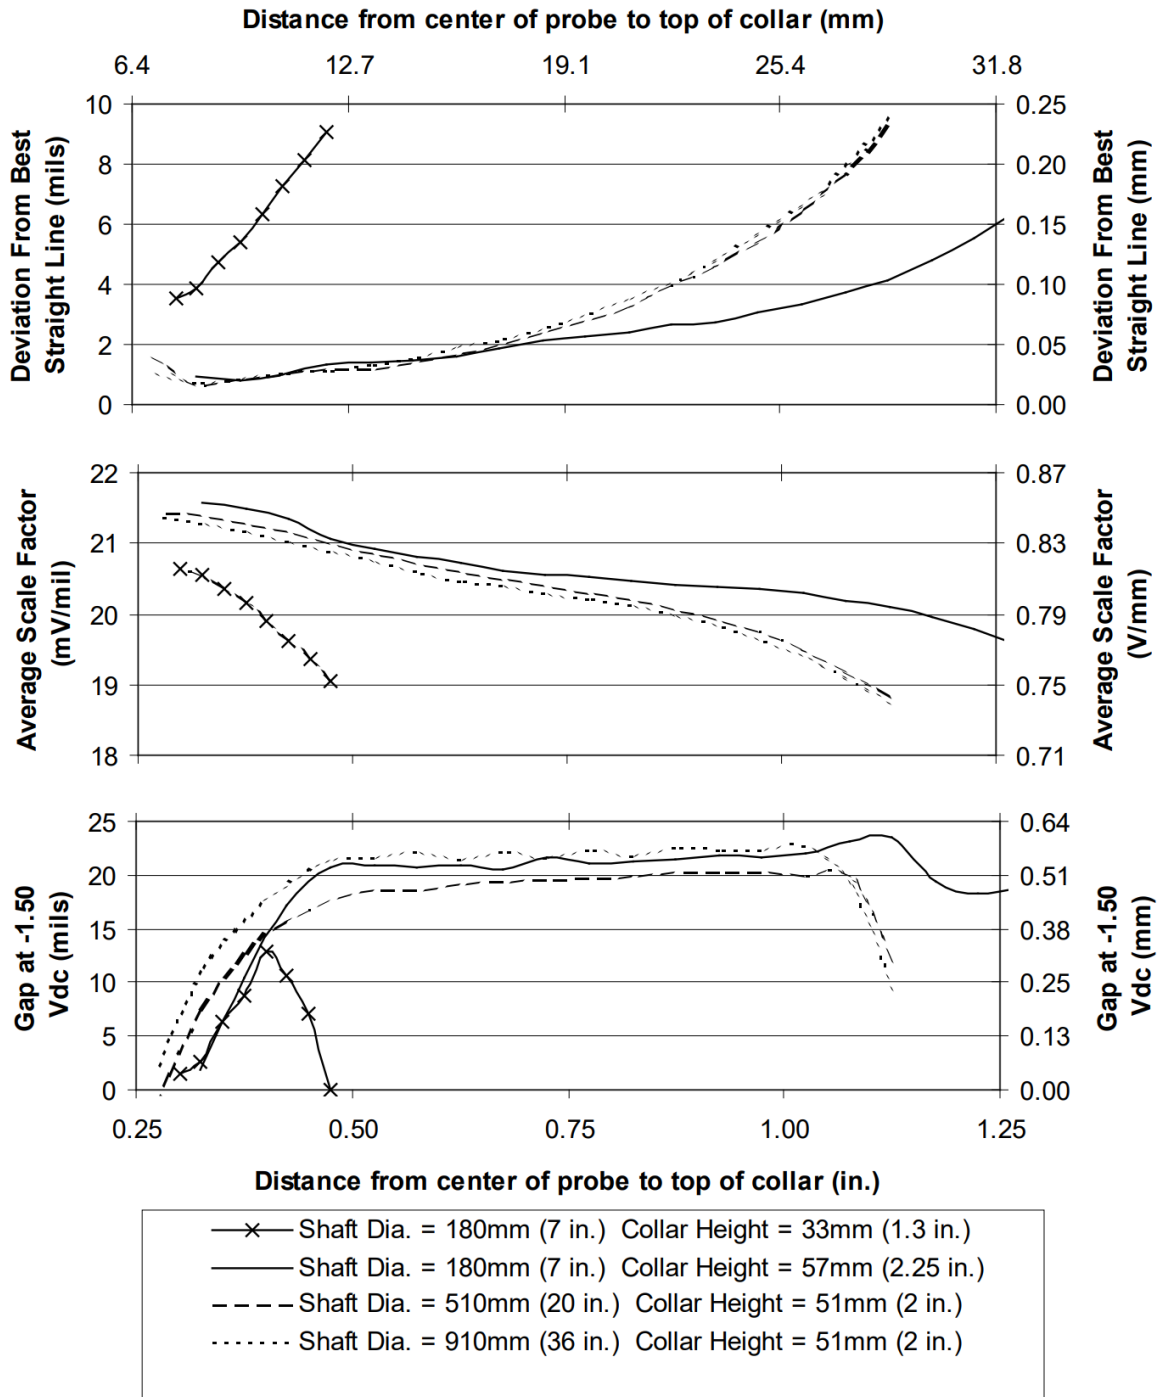 Distance from center of probe to top of collar (mm)
6.4 12.7 19.1 25.4 31.8
Deviation From Best
Straight Line (mils)
10
8
6
4
2
0
0.25
0.20
0.15
0.10
0.05
0.00
Deviation From Best
Straight Line (mm)
Average Scale Factor
(mV/mil)
22
21
20
19
18
0.87
0.83
0.79
0.75
0.71
Average Scale Factor
(V/mm)
Gap at -1.50
Vdc (mils)
25
20
15
10
5
0
0.64
0.51
0.38
0.25
0.13
0.00
Gap at -1.50
Vdc (mm)
0.25 0.50 0.75 1.00 1.25
Distance from center of probe to top of collar (in.)
Shaft Dia. = 180mm (7 in.) Collar Height = 33mm (1.3 in.)
Shaft Dia. = 180mm (7 in.) Collar Height = 57mm (2.25 in.)
Shaft Dia. = 510mm (20 in.) Collar Height = 51mm (2 in.)
Shaft Dia. = 910mm (36 in.) Collar Height = 51mm (2 in.)